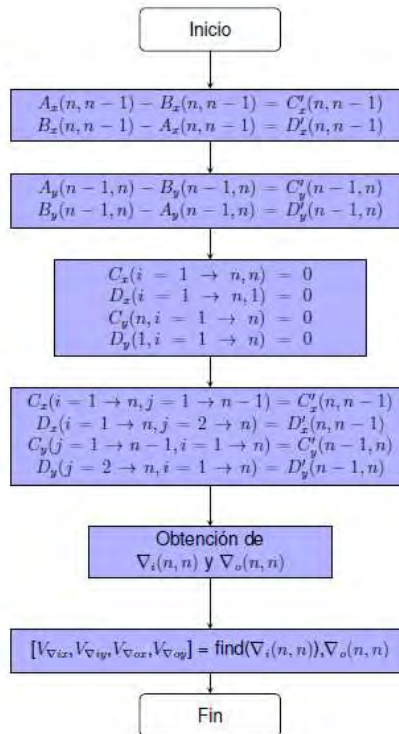 Inicio
A_x(n, n − 1) − B_x(n, n − 1) = C'_x(n, n − 1)
B_x(n, n − 1) − A_x(n, n − 1) = D'_x(n, n − 1)
A_y(n − 1, n) − B_y(n − 1, n) = C'_y(n − 1, n)
B_y(n − 1, n) − A_y(n − 1, n) = D'_y(n − 1, n)
C_x(i = 1 → n, n) = 0
D_x(i = 1 → n, 1) = 0
C_y(n, i = 1 → n) = 0
D_y(1, i = 1 → n) = 0
C_x(i = 1 → n, j = 1 → n − 1) = C'_x(n, n − 1)
D_x(i = 1 → n, j = 2 → n) = D'_x(n, n − 1)
C_y(j = 1 → n − 1, i = 1 → n) = C'_y(n − 1, n)
D_y(j = 2 → n, i = 1 → n) = D'_y(n − 1, n)
Obtención de
∇_i(n, n) y ∇_o(n, n)
[V_∇ix, V_∇iy, V_∇ox, V_∇oy] = find(∇_i(n, n)),∇_o(n, n)
Fin